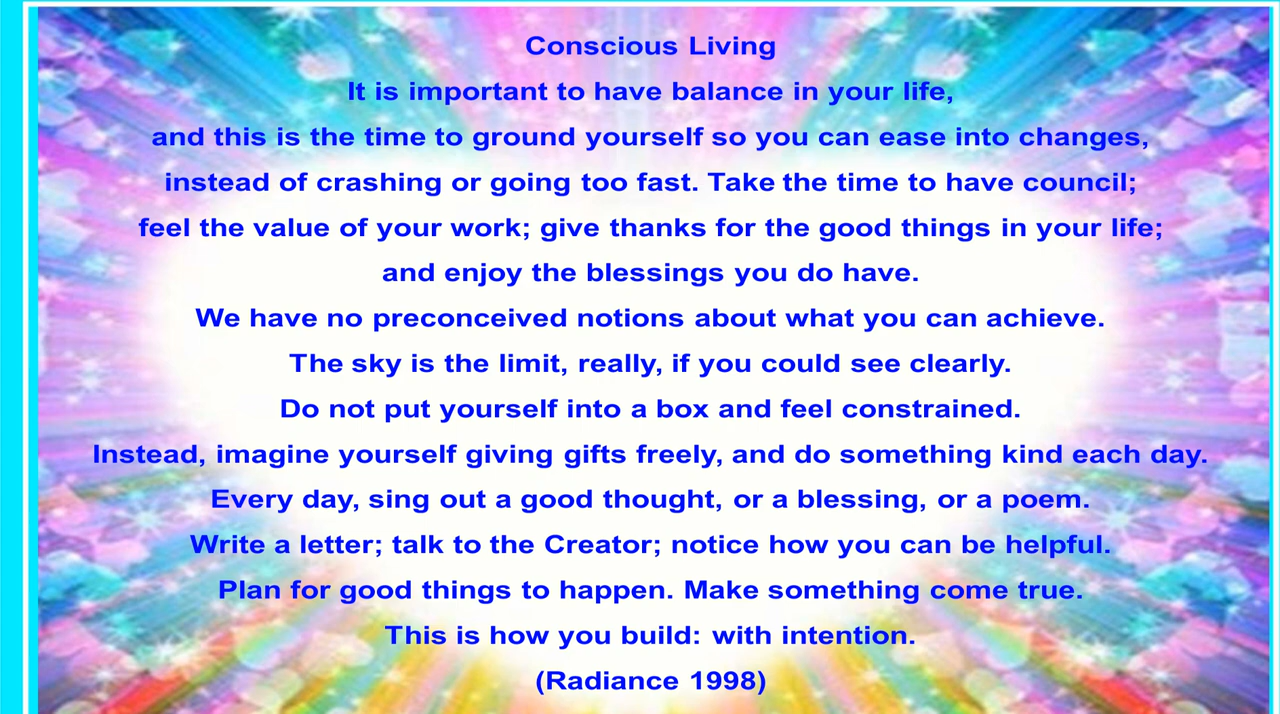 Conscious Living
It is important to have balance in your life,
and this is the time to ground yourself so you can ease into changes,
instead of crashing or going too fast. Take the time to have council;
feel the value of your work; give thanks for the good things in your life;
and enjoy the blessings you do have.
We have no preconceived notions about what you can achieve.
The sky is the limit, really, if you could see clearly.
Do not put yourself into a box and feel constrained.
Instead, imagine yourself giving gifts freely, and do something kind each day.
Every day, sing out a good thought, or a blessing, or a poem.
Write a letter; talk to the Creator; notice how you can be helpful.
Plan for good things to happen. Make something come true.
This is how you build: with intention.
(Radiance 1998)